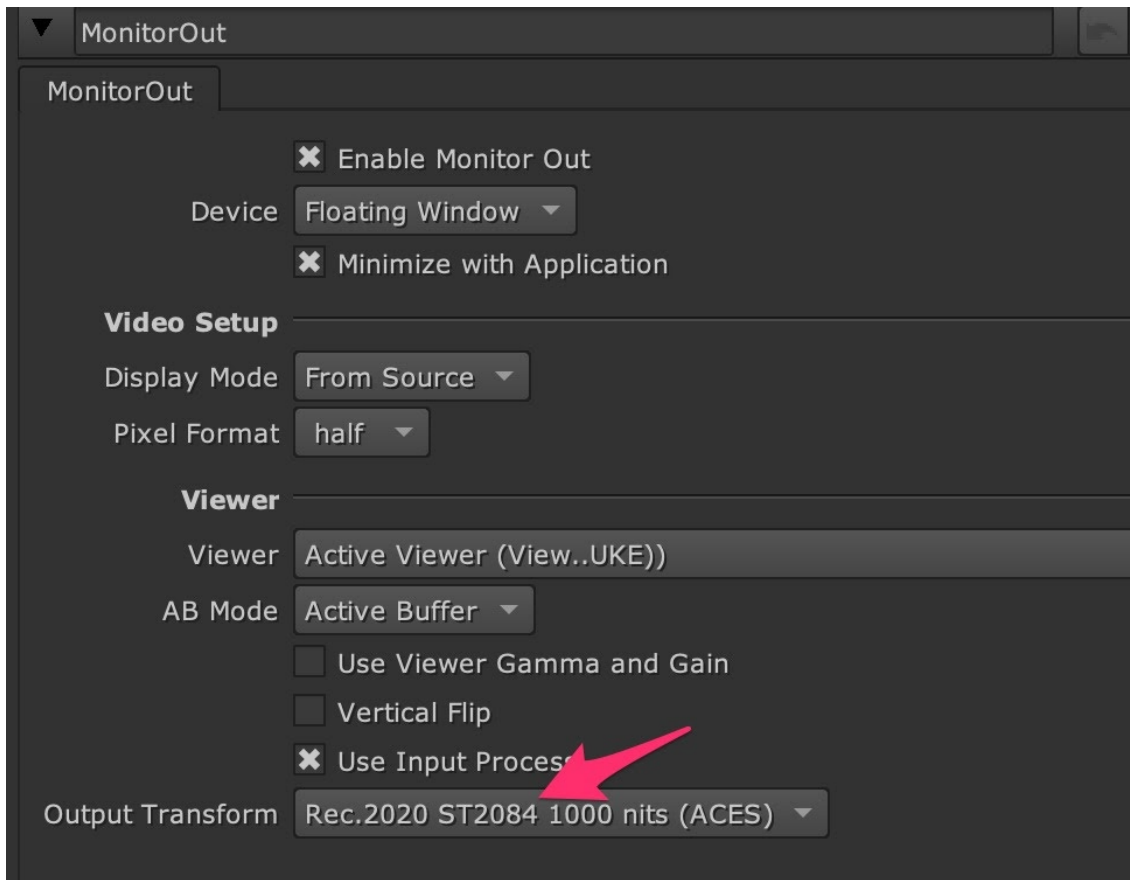 MonitorOut
MonitorOut
Enable Monitor Out
Device Floating Window
Minimize with Application
Video Setup
Display Mode From Source
Pixel Format half
Viewer
Viewer Active Viewer (View..UKE))
AB Mode Active Buffer
Use Viewer Gamma and Gain
Vertical Flip
Use Input Process
Output Transform Rec.2020 ST2084 1000 nits (ACES)